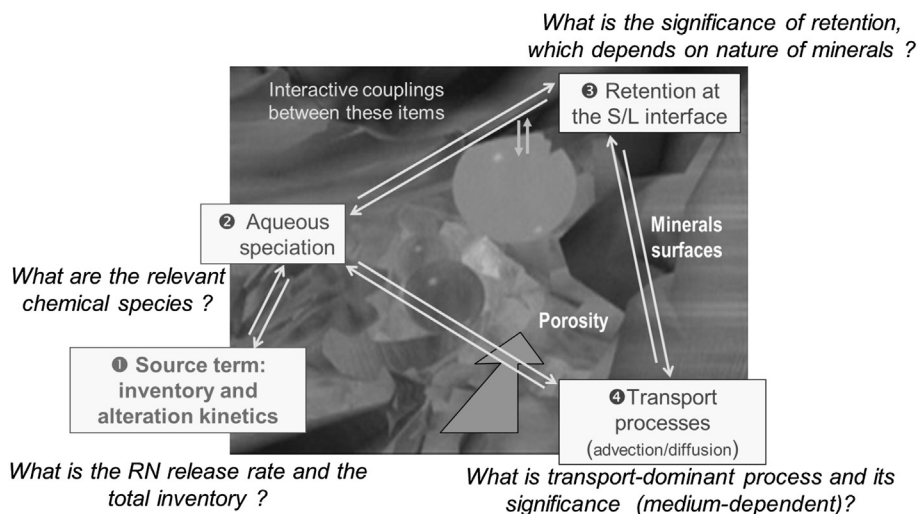 What is the significance of retention,
which depends on nature of minerals ?
Interactive couplings
between these items
❸ Retention at
the S/L interface
❷ Aqueous
speciation
Minerals
surfaces
What are the relevant
chemical species ?
Porosity
❶ Source term:
inventory and
alteration kinetics
❹Transport
processes
(advection/diffusion)
What is the RN release rate and the
total inventory ?
What is transport-dominant process and its
significance (medium-dependent)?